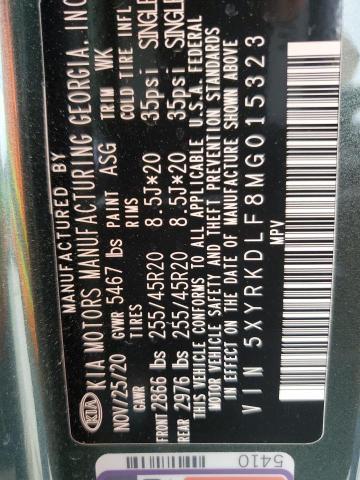 MANUFACTURED BY
KIA KIA MOTORS MANUFACTURING GEORGIA, INC
NOV/25/20 PAINT ASG TRIM WK
GVWR 5467 lbs
GAWR TIRES RIMS COLD TIRE INFL
FRONT 2866 lbs 255/45R20 8.5J*20 35psi SINGLE
REAR 2976 lbs 255/45R20 8.5J*20 35psi SINGLE
THIS VEHICLE CONFORMS TO ALL APPLICABLE U.S.A. FEDERAL
MOTOR VEHICLE SAFETY AND THEFT PREVENTION STANDARDS
IN EFFECT ON THE DATE OF MANUFACTURE SHOWN ABOVE
VIN 5XYRKDLF8MG015323
MPV
5410